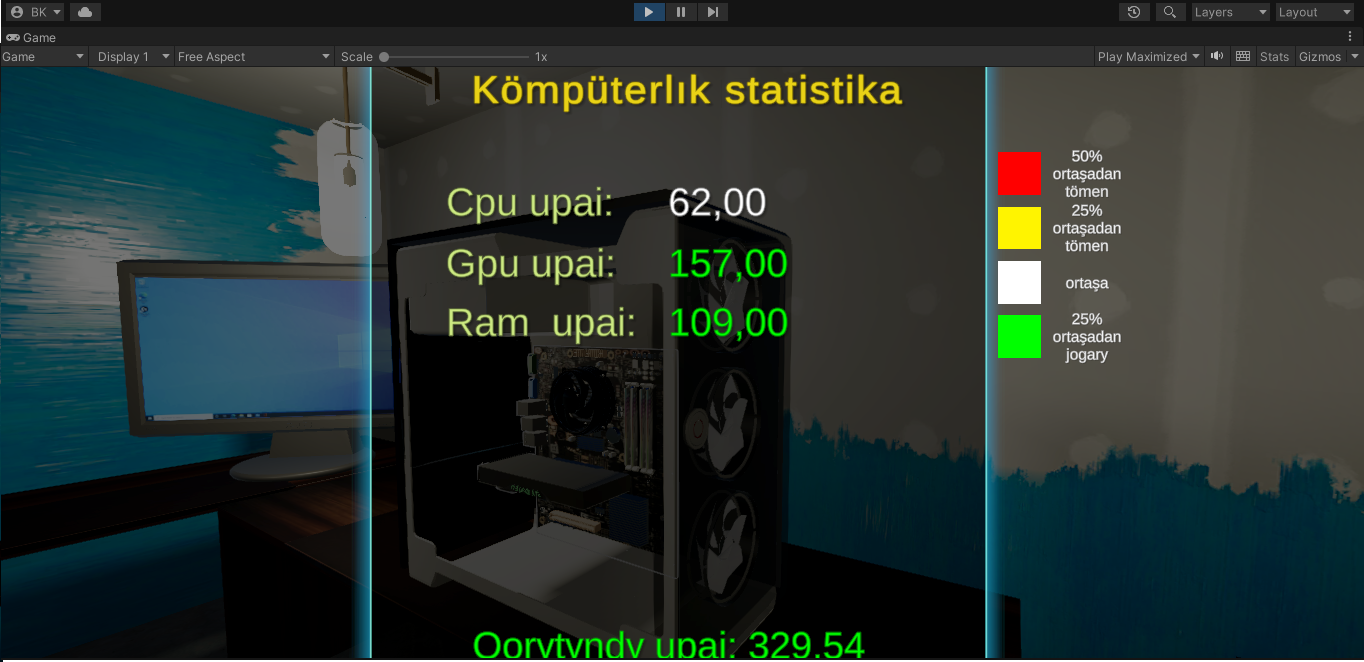 BK
Layers
Layout
Game
Game
Display 1
Free Aspect
Scale
1x
Play Maximized
Stats
Gizmos
Kömpüterlık statistika
Cpu upai: 62,00
Gpu upai: 157,00
Ram upai: 109,00
50%
ortaşadan
tömen
25%
ortaşadan
tömen
ortaşa
25%
ortaşadan
jogary
Qorytyndy upai: 329,54